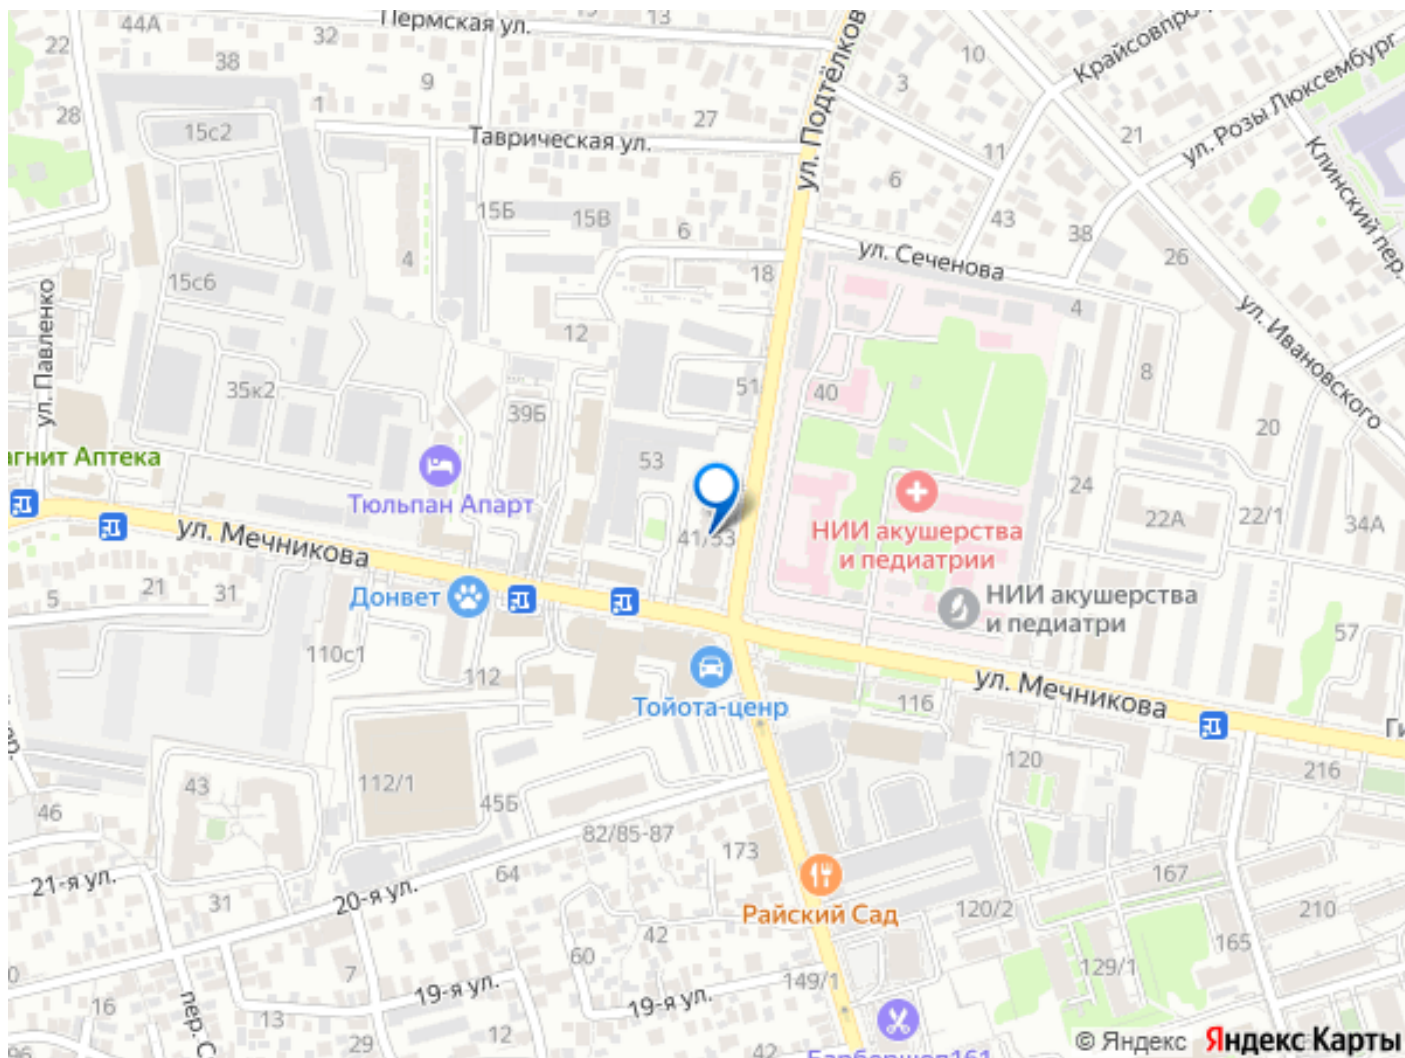 44А
Пермская ул.
13
32
22
38
9
10
Крайсовпро
ул. Подтёлков
3
ул. Розы Люксембург
28
15с2
1
27
21
Таврическая ул.
11
Клинский пер.
6
15Б
15В
43
6
38
4
ул. Сеченова
26
18
15с6
4
ул. Ивановского
ул. Павленко
12
8
51
40
35к2
39Б
20
агнит Аптека
53
Тюльпан Апарт
24
22А
22/1
34А
ул. Мечникова
41/53
НИИ акушерства
и педиатрии
5
21
31
Донвет
НИИ акушерства
и педиатри
57
110с1
112
Тойота-ценр
ул. Мечникова
116
Ги
120
216
43
112/1
45Б
46
82/85-87
173
21-я ул.
64
167
20-я ул.
31
Райский Сад
120/2
210
42
165
60
7
149/1
129/1
19-я ул.
19-я ул.
16
пер. С
13
12
29
42
Барбершоп161
© Яндекс Яндекс Карты